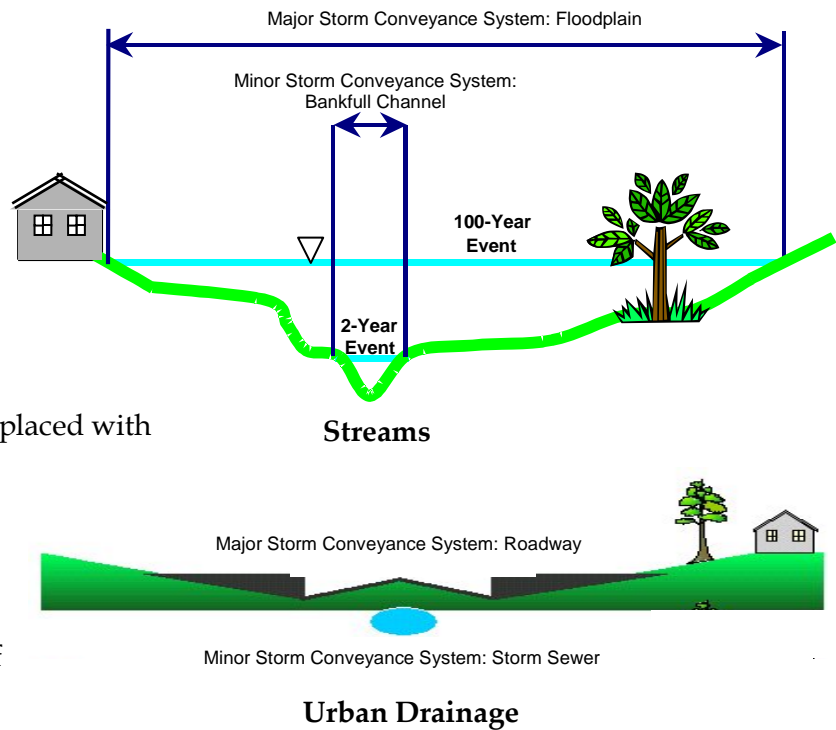 Major Storm Conveyance System: Floodplain
Minor Storm Conveyance System:
Bankfull Channel
100-Year
Event
2-Year
Event
placed with
Streams
Major Storm Conveyance System: Roadway
Minor Storm Conveyance System: Storm Sewer
Urban Drainage